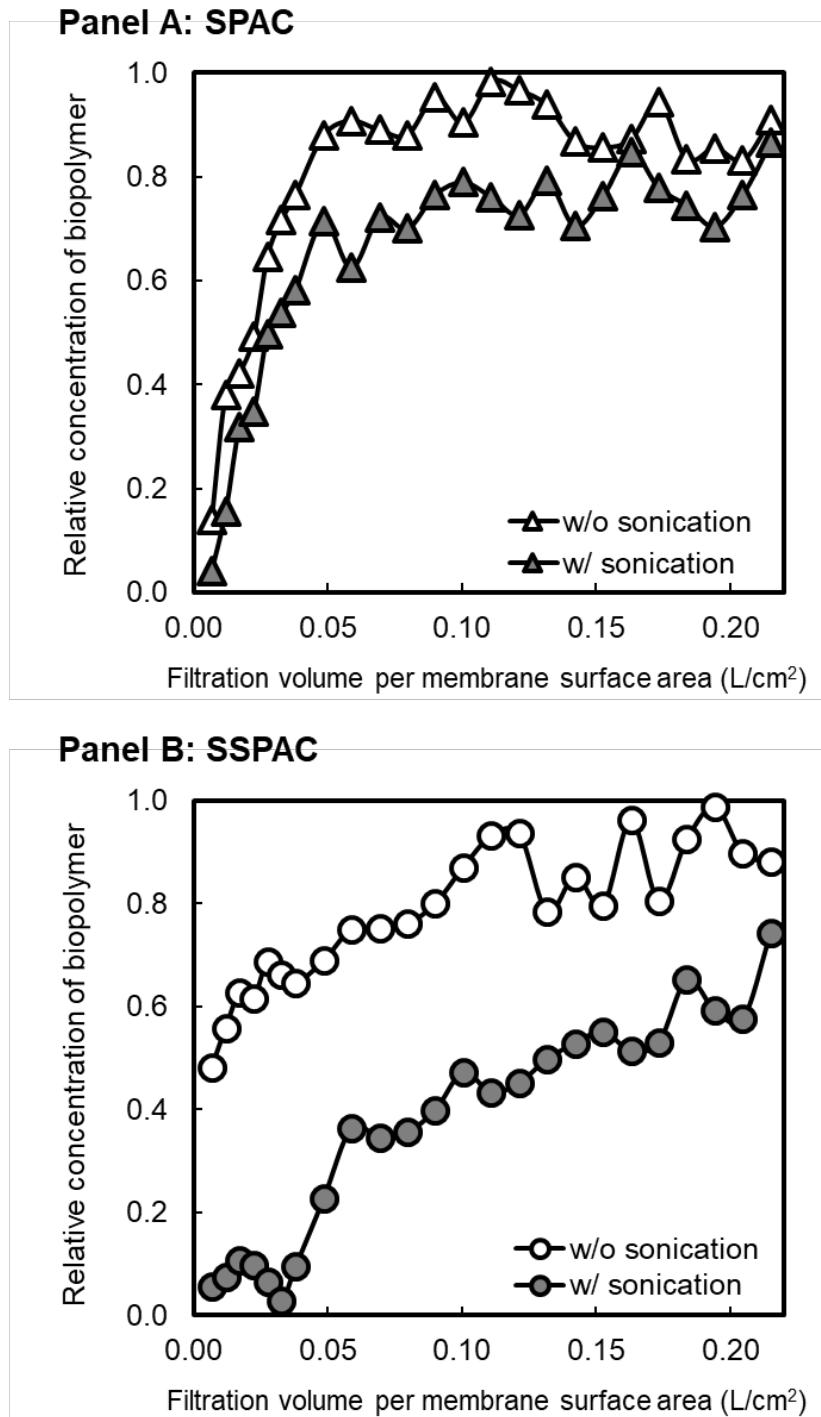 Panel A: SPAC
Relative concentration of biopolymer
1.0
0.8
0.6
0.4
0.2
0.0
w/o sonication
w/ sonication
0.00 0.05 0.10 0.15 0.20
Filtration volume per membrane surface area (L/cm²)
Panel B: SSPAC
Relative concentration of biopolymer
1.0
0.8
0.6
0.4
0.2
0.0
w/o sonication
w/ sonication
0.00 0.05 0.10 0.15 0.20
Filtration volume per membrane surface area (L/cm²)